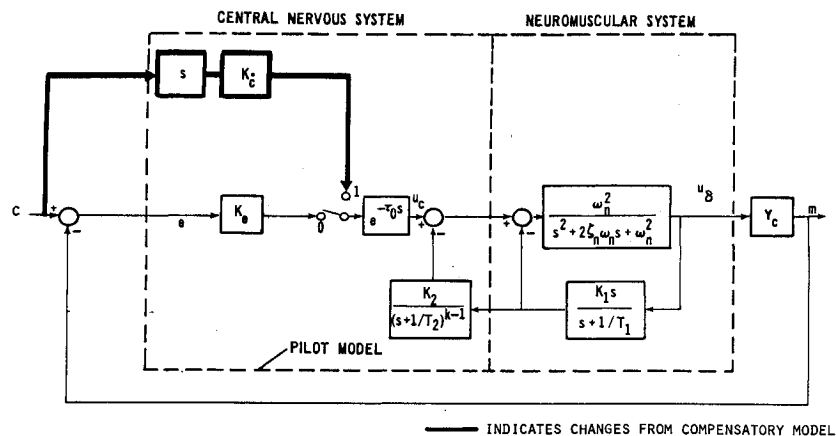 CENTRAL NERVOUS SYSTEM
NEUROMUSCULAR SYSTEM
s
K_ċ
1
C
+
−
e
K_e
0
e^{-τ_0 s}
u_c
+
−
+
−
ω_n^2 / (s^2 + 2ζ_n ω_n s + ω_n^2)
u_δ
Y_c
m
K_2 / (s+1/T_2)^{k-1}
K_1 s / (s+1/T_1)
PILOT MODEL
INDICATES CHANGES FROM COMPENSATORY MODEL